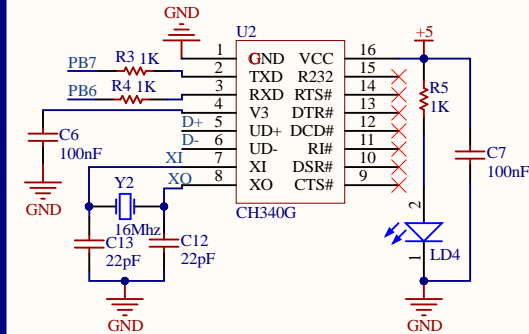 GND
U2
+5
PB7
R3 1K
1
GND
VCC
16
2
TXD
R232
15
PB6
R4 1K
3
RXD
RTS#
14
R5
1K
4
V3
DTR#
13
C6
100nF
D+
5
UD+
DCD#
12
D-
6
UD-
RI#
11
XI
7
XI
DSR#
10
C7
100nF
XO
8
XO
CTS#
9
GND
Y2
16Mhz
CH340G
2
C13
22pF
C12
22pF
1
LD4
GND
GND